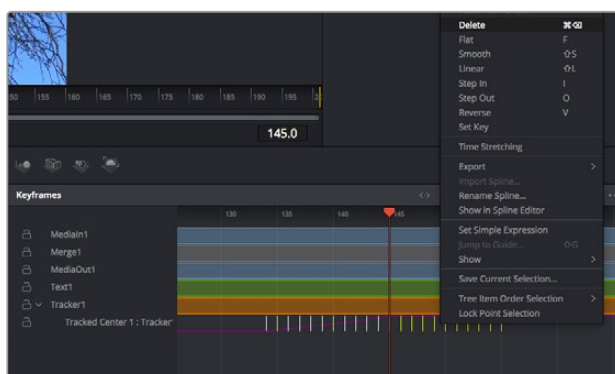 Delete ⌘⌫
Flat F
Smooth ⇧S
Linear ⇧L
Step In I
Step Out O
Reverse V
Set Key
Time Stretching
Export >
Import Spline...
Rename Spline...
Show in Spline Editor
Set Simple Expression
Jump to Guide... ⇧G
Show >
Save Current Selection...
Tree Item Order Selection >
Lock Point Selection
155 160 165 170 175 180 185 190 195
145.0
Keyframes
130 135 140 145
MediaIn1
Merge1
MediaOut1
Text1
Tracker1
Tracked Center 1 : Tracker